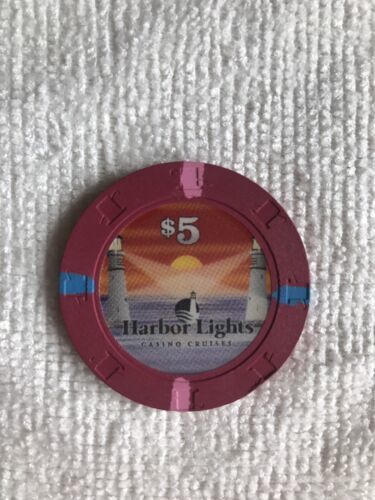 $5
Harbor Lights
CASINO CRUISES